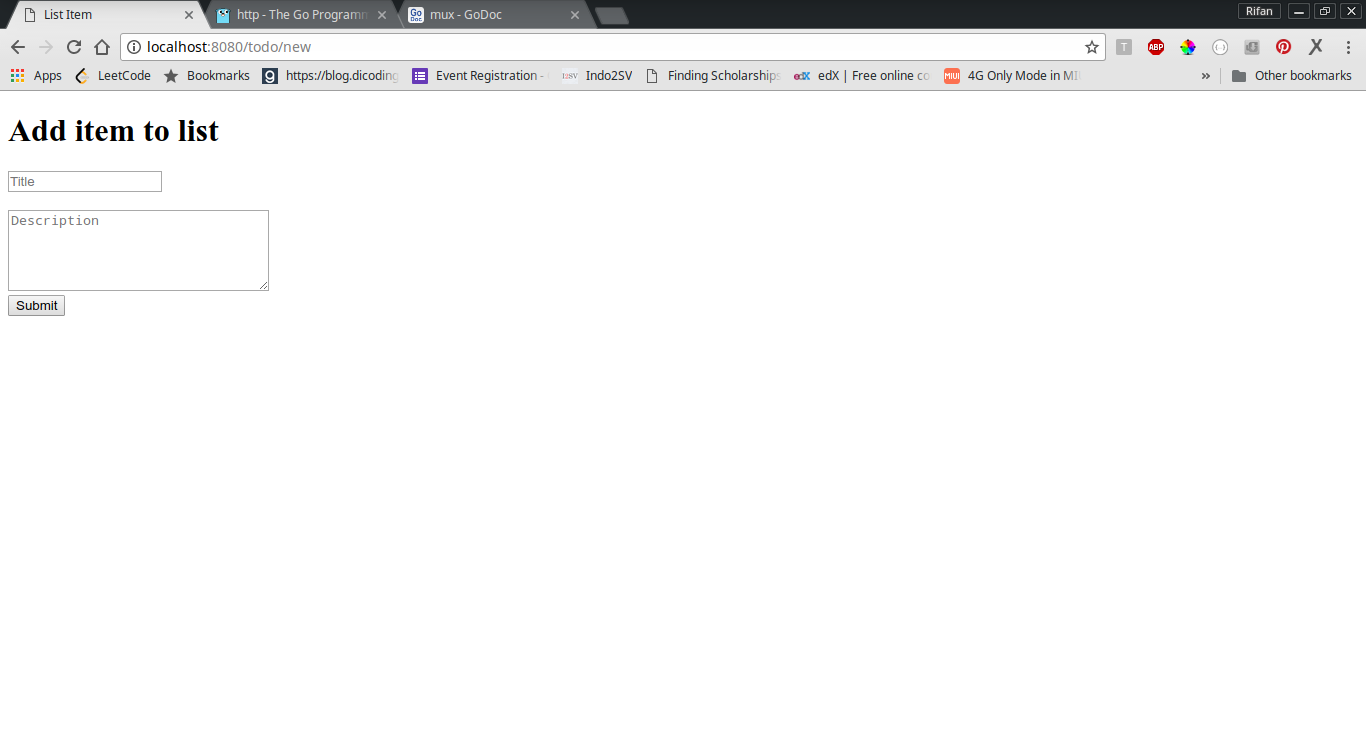 List Item
http - The Go Programm
mux - GoDoc
Rifan
localhost:8080/todo/new
T
ABP
Apps
LeetCode
Bookmarks
https://blog.dicoding
Event Registration -
Indo2SV
Finding Scholarships
edX | Free online co
MIUI
4G Only Mode in MI
»
Other bookmarks
Add item to list
Title
Description
Submit